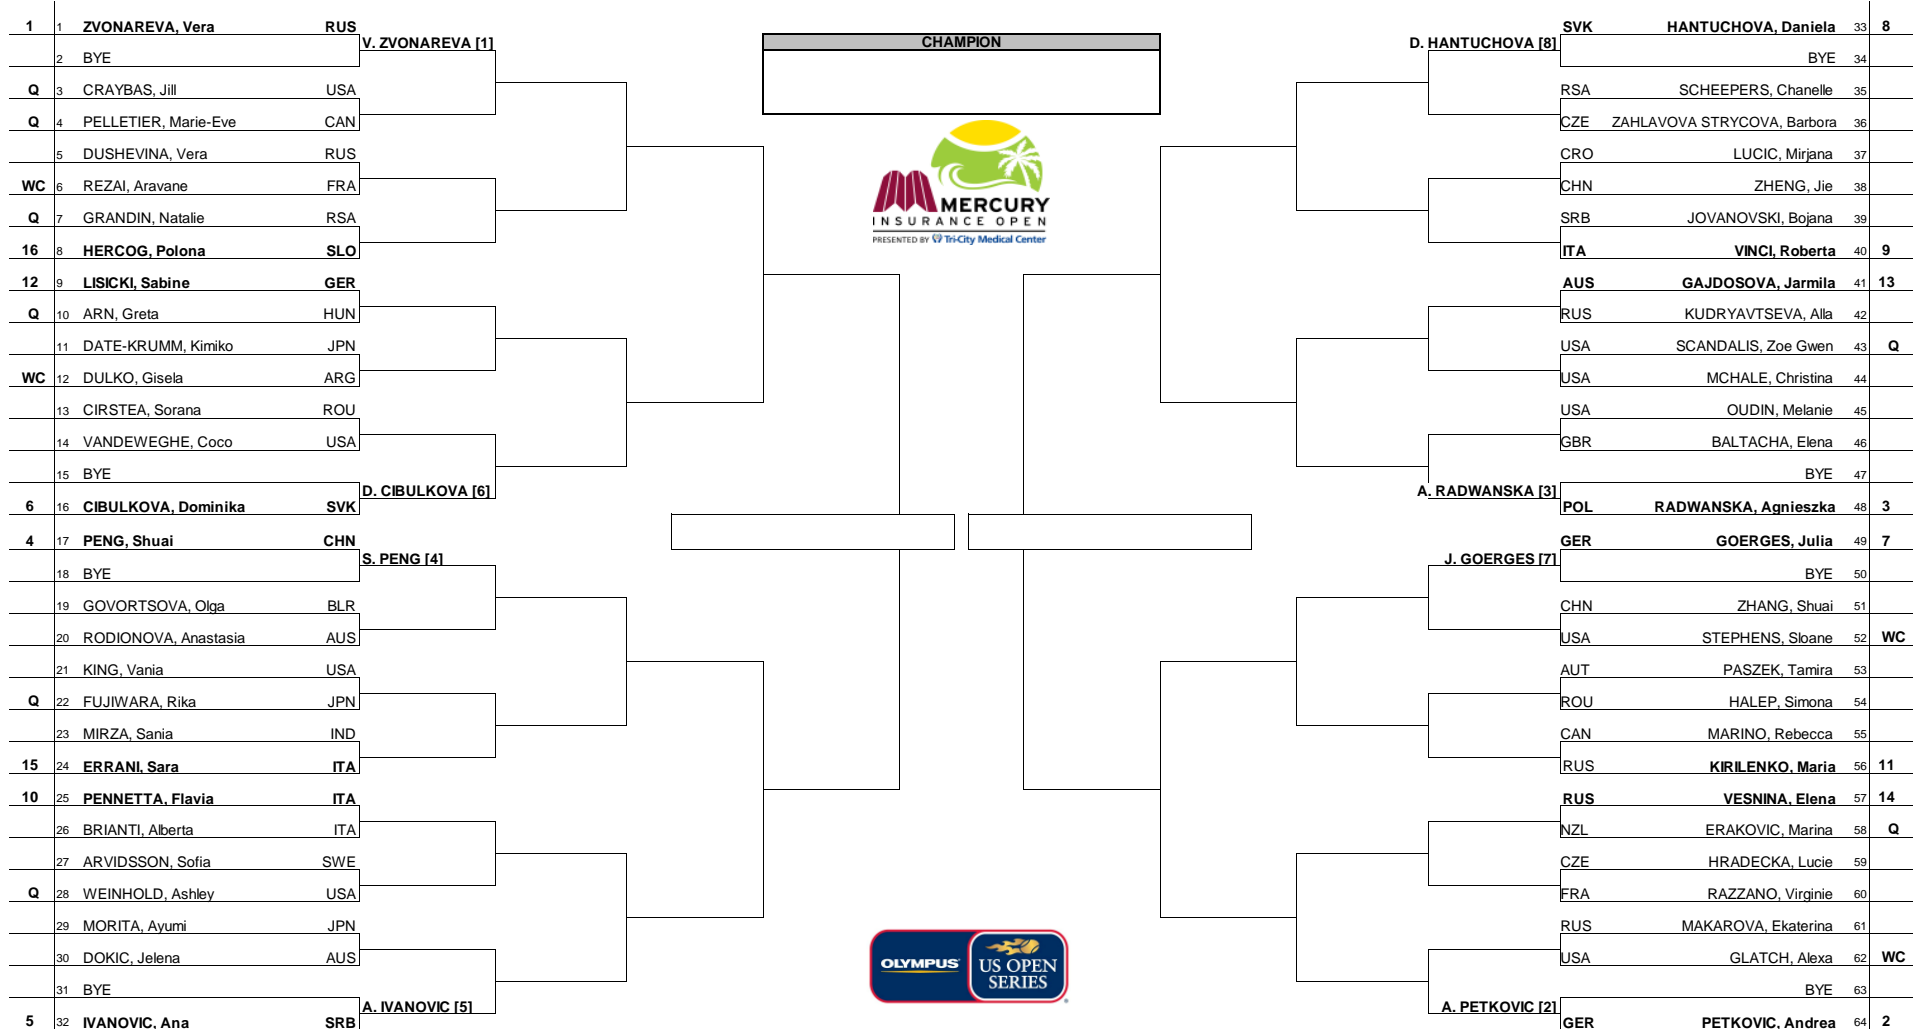 1 1 ZVONAREVA, Vera RUS
V. ZVONAREVA [1]
2 BYE
Q 3 CRAYBAS, Jill USA
Q 4 PELLETIER, Marie-Eve CAN
5 DUSHEVINA, Vera RUS
WC 6 REZAI, Aravane FRA
Q 7 GRANDIN, Natalie RSA
16 8 HERCOG, Polona SLO
12 9 LISICKI, Sabine GER
Q 10 ARN, Greta HUN
11 DATE-KRUMM, Kimiko JPN
WC 12 DULKO, Gisela ARG
13 CIRSTEA, Sorana ROU
14 VANDEWEGHE, Coco USA
15 BYE
D. CIBULKOVA [6]
6 16 CIBULKOVA, Dominika SVK
4 17 PENG, Shuai CHN
S. PENG [4]
18 BYE
19 GOVORTSOVA, Olga BLR
20 RODIONOVA, Anastasia AUS
21 KING, Vania USA
Q 22 FUJIWARA, Rika JPN
23 MIRZA, Sania IND
15 24 ERRANI, Sara ITA
10 25 PENNETTA, Flavia ITA
26 BRIANTI, Alberta ITA
27 ARVIDSSON, Sofia SWE
Q 28 WEINHOLD, Ashley USA
29 MORITA, Ayumi JPN
30 DOKIC, Jelena AUS
31 BYE
A. IVANOVIC [5]
5 32 IVANOVIC, Ana SRB
CHAMPION
MERCURY
INSURANCE OPEN
PRESENTED BY Tri-City Medical Center
OLYMPUS
US OPEN
SERIES
SVK HANTUCHOVA, Daniela 33 8
D. HANTUCHOVA [8]
BYE 34
RSA SCHEEPERS, Chanelle 35
CZE ZAHLAVOVA STRYCOVA, Barbora 36
CRO LUCIC, Mirjana 37
CHN ZHENG, Jie 38
SRB JOVANOVSKI, Bojana 39
ITA VINCI, Roberta 40 9
AUS GAJDOSOVA, Jarmila 41 13
RUS KUDRYAVTSEVA, Alla 42
USA SCANDALIS, Zoe Gwen 43 Q
USA MCHALE, Christina 44
USA OUDIN, Melanie 45
GBR BALTACHA, Elena 46
BYE 47
A. RADWANSKA [3]
POL RADWANSKA, Agnieszka 48 3
GER GOERGES, Julia 49 7
J. GOERGES [7]
BYE 50
CHN ZHANG, Shuai 51
USA STEPHENS, Sloane 52 WC
AUT PASZEK, Tamira 53
ROU HALEP, Simona 54
CAN MARINO, Rebecca 55
RUS KIRILENKO, Maria 56 11
RUS VESNINA, Elena 57 14
NZL ERAKOVIC, Marina 58 Q
CZE HRADECKA, Lucie 59
FRA RAZZANO, Virginie 60
RUS MAKAROVA, Ekaterina 61
USA GLATCH, Alexa 62 WC
BYE 63
A. PETKOVIC [2]
GER PETKOVIC, Andrea 64 2